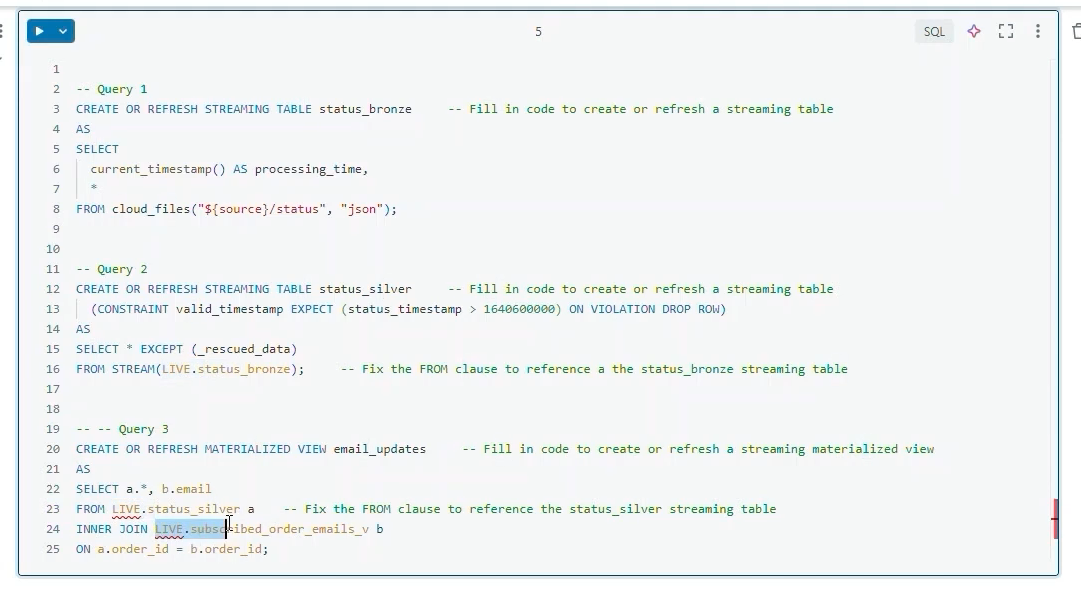 5
SQL
1
2 -- Query 1
3 CREATE OR REFRESH STREAMING TABLE status_bronze -- Fill in code to create or refresh a streaming table
4 AS
5 SELECT
6 current_timestamp() AS processing_time,
7 *
8 FROM cloud_files("${source}/status", "json");
9
10
11 -- Query 2
12 CREATE OR REFRESH STREAMING TABLE status_silver -- Fill in code to create or refresh a streaming table
13 (CONSTRAINT valid_timestamp EXPECT (status_timestamp > 1640600000) ON VIOLATION DROP ROW)
14 AS
15 SELECT * EXCEPT (_rescued_data)
16 FROM STREAM(LIVE.status_bronze); -- Fix the FROM clause to reference a the status_bronze streaming table
17
18
19 -- -- Query 3
20 CREATE OR REFRESH MATERIALIZED VIEW email_updates -- Fill in code to create or refresh a streaming materialized view
21 AS
22 SELECT a.*, b.email
23 FROM LIVE.status_silver a -- Fix the FROM clause to reference the status_silver streaming table
24 INNER JOIN LIVE.subscribed_order_emails_v b
25 ON a.order_id = b.order_id;